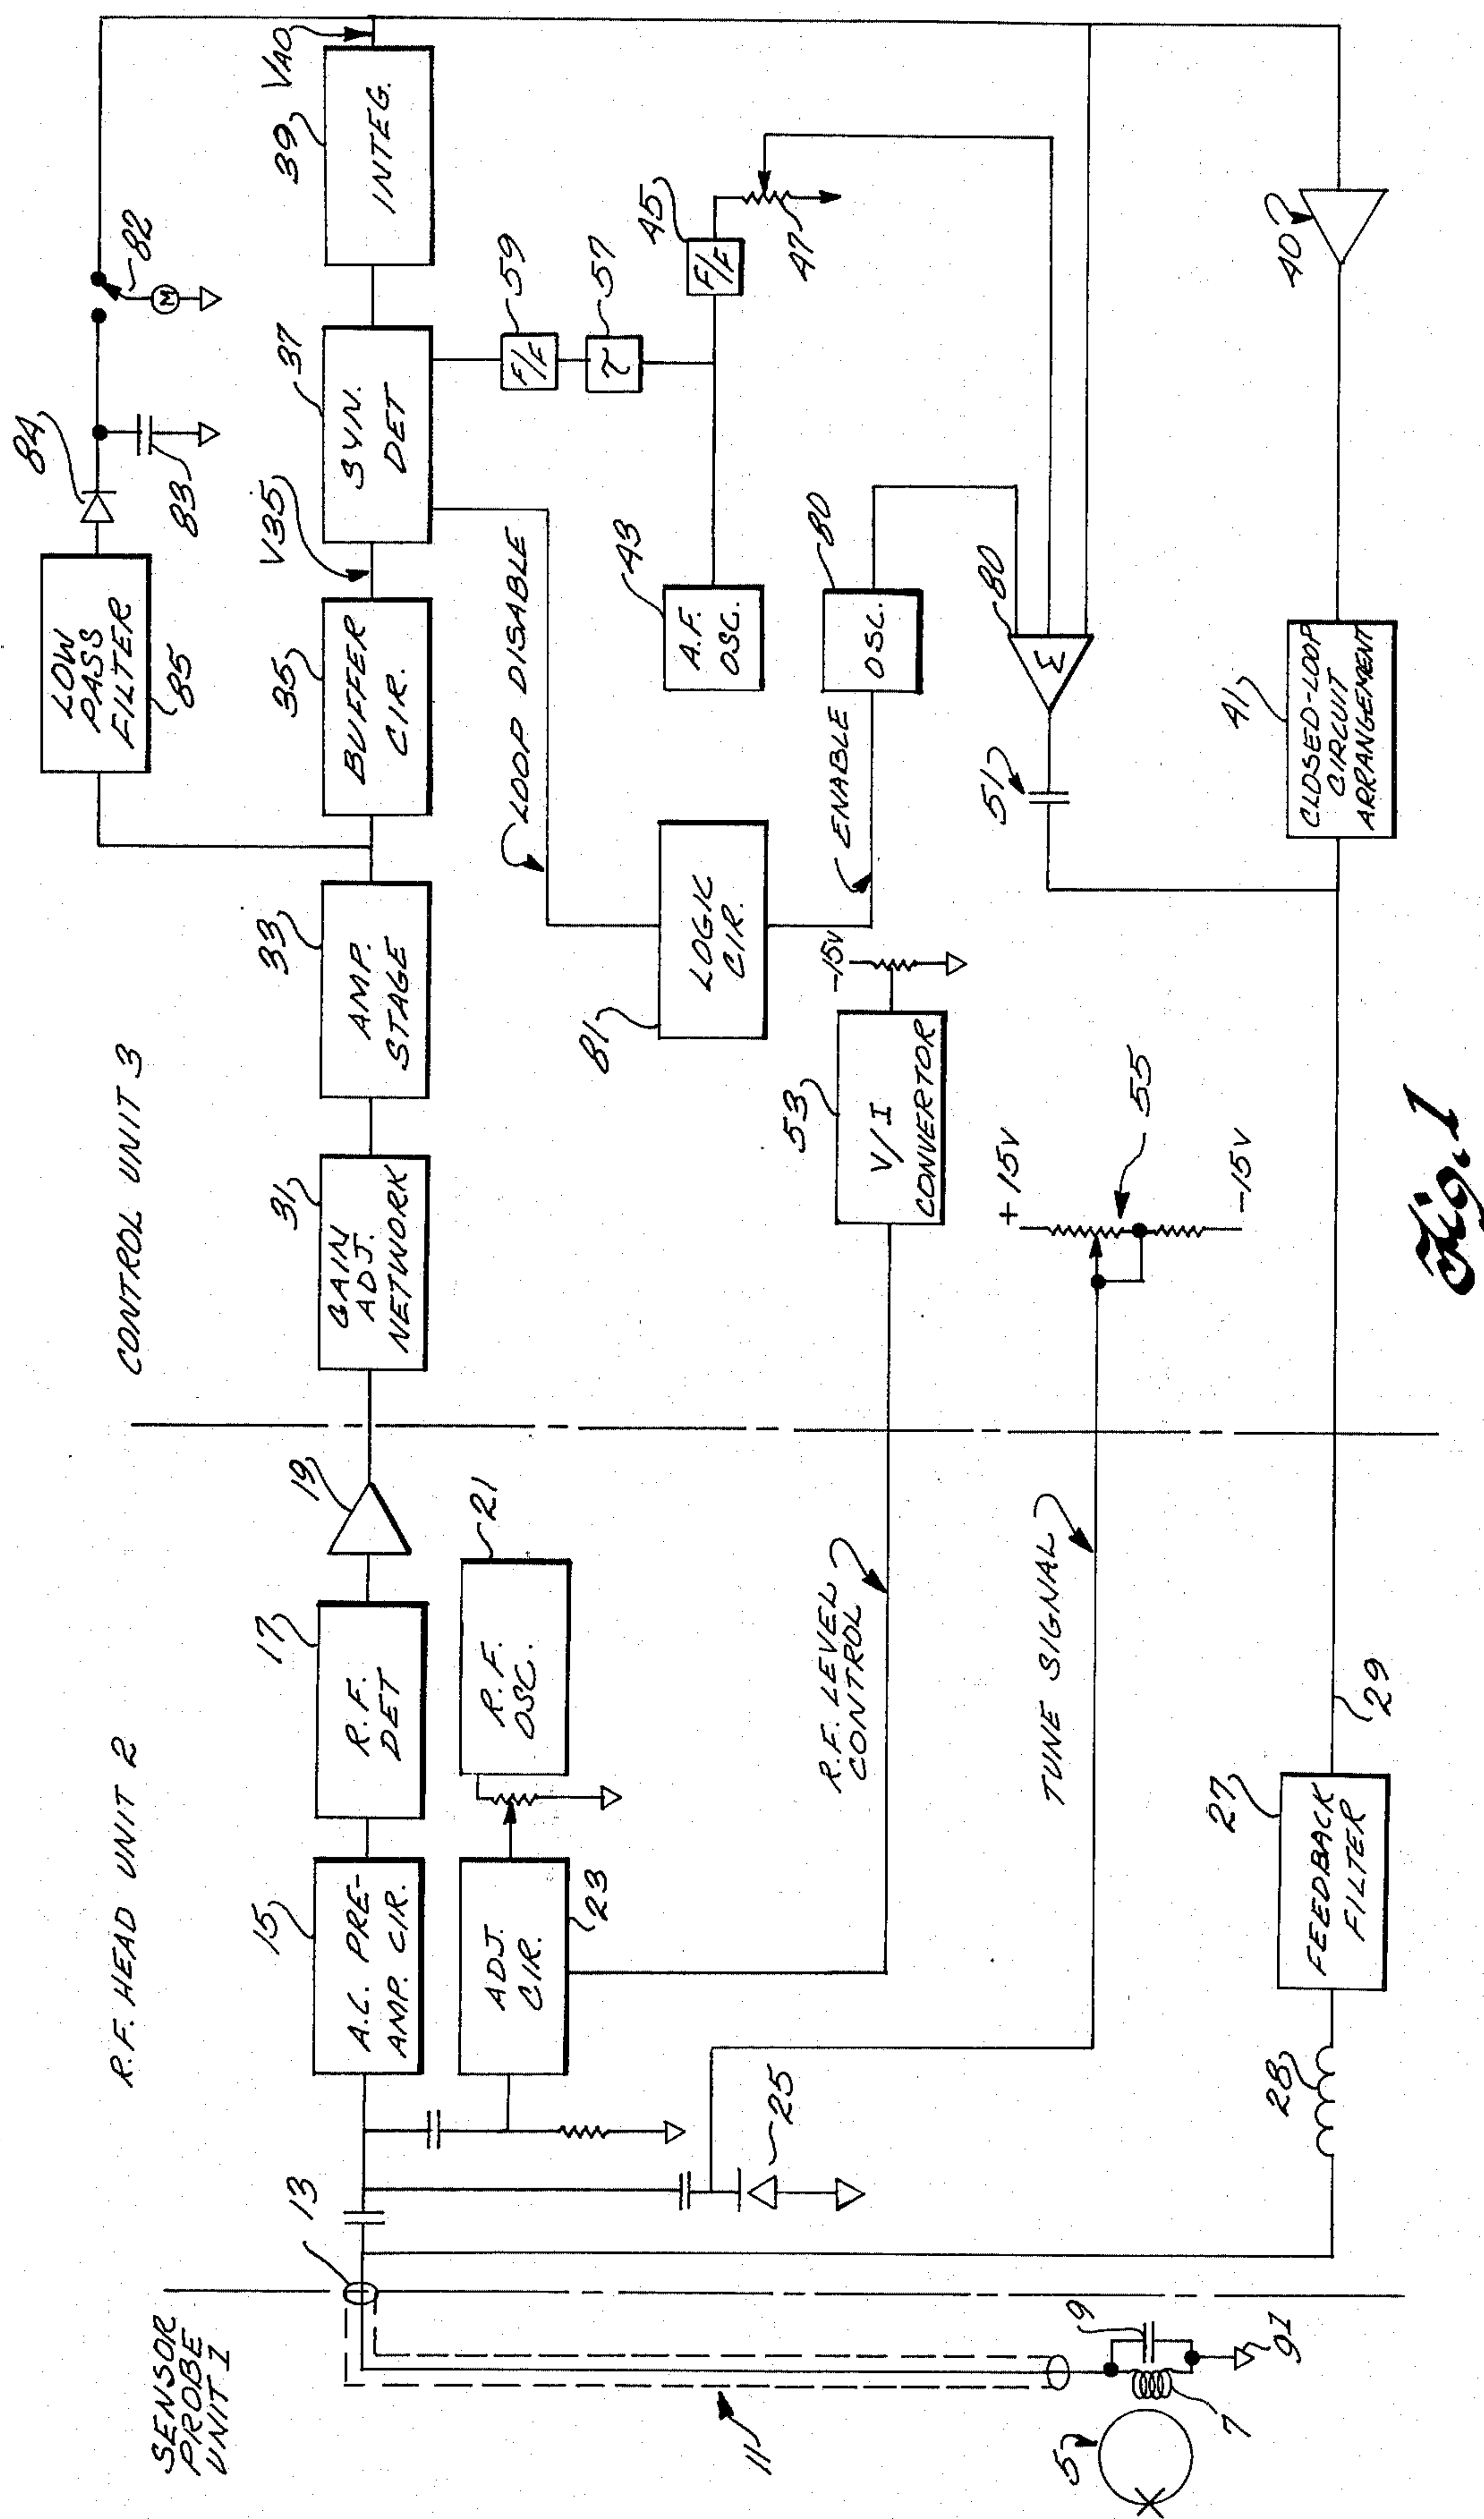 SENSOR
PROBE
UNIT 1
R.F. HEAD UNIT 2
CONTROL UNIT 3
13
15
A.C. PRE-
AMP. CIR.
17
R.F.
DET
19
31
GAIN
ADJ.
NETWORK
33
AMP.
STAGE
35
BUFFER
CIR.
V35
37
SYN.
DET
39
INTEG.
VAO
LOW
PASS
FILTER
85
84
83
82
M
23
ADJ.
CIR.
21
R.F.
OSC.
25
LOOP DISABLE
81
LOGIC
CIR.
ENABLE
43
A.F.
OSC.
59
F/F
57
τ
45
F/F
47
80
OSC.
80
Σ
51
R.F. LEVEL
CONTROL
53
V/I
CONVERTOR
-15V
TUNE SIGNAL
+15V
55
-15V
11
5
7
9
91
28
27
FEEDBACK
FILTER
29
41
CLOSED-LOOP
CIRCUIT
ARRANGEMENT
40
Fig. 1